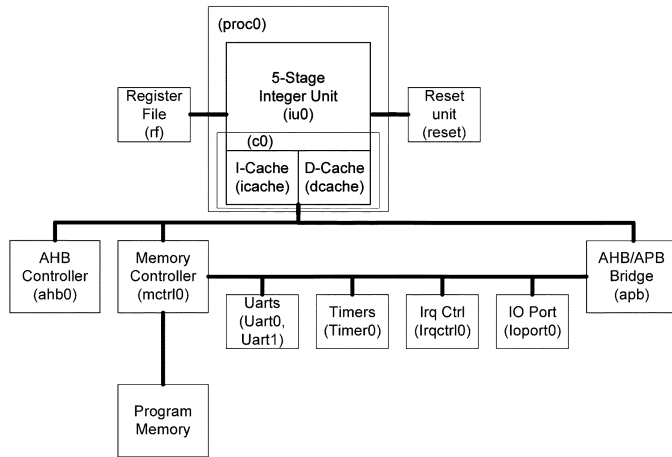 (proc0)
5-Stage
Integer Unit
(iu0)
Register
File
(rf)
Reset
unit
(reset)
(c0)
I-Cache
(icache)
D-Cache
(dcache)
AHB
Controller
(ahb0)
Memory
Controller
(mctrl0)
AHB/APB
Bridge
(apb)
Uarts
(Uart0,
Uart1)
Timers
(Timer0)
Irq Ctrl
(Irqctrl0)
IO Port
(Ioport0)
Program
Memory